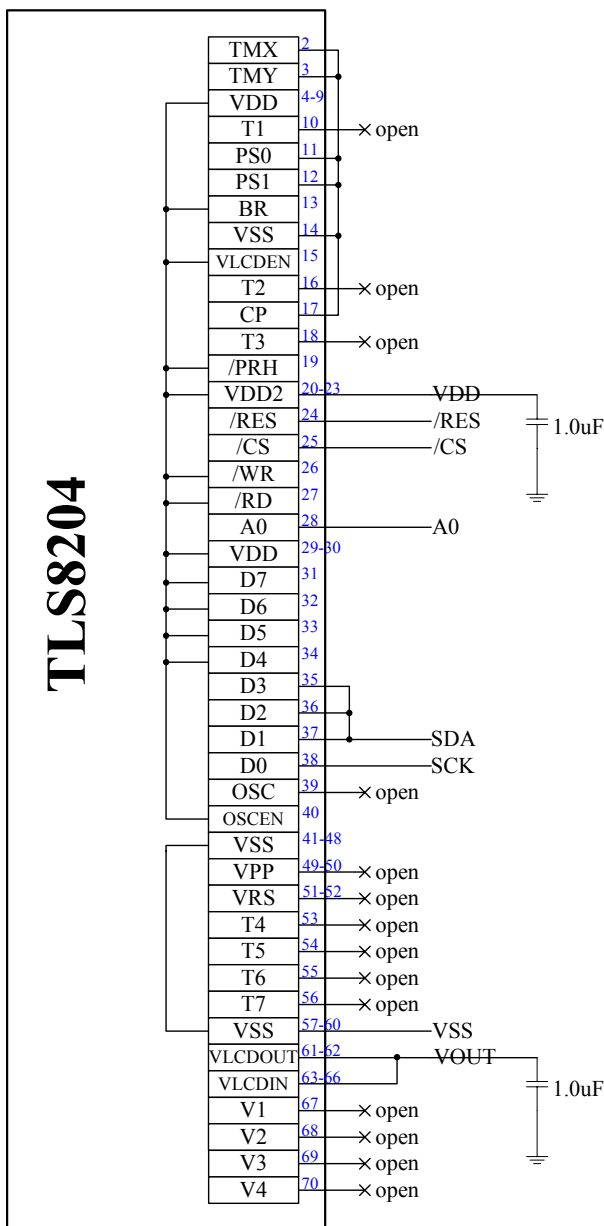 TLS8204
TMX 2
TMY 3
VDD 4-9
T1 10 open
PS0 11
PS1 12
BR 13
VSS 14
VLCDEN 15
T2 16 open
CP 17
T3 18 open
/PRH 19
VDD2 20-23 VDD
/RES 24 /RES
1.0uF
/CS 25 /CS
/WR 26
/RD 27
A0 28 A0
VDD 29-30
D7 31
D6 32
D5 33
D4 34
D3 35
D2 36
D1 37 SDA
D0 38 SCK
OSC 39 open
OSCEN 40
VSS 41-48
VPP 49-50 open
VRS 51-52 open
T4 53 open
T5 54 open
T6 55 open
T7 56 open
VSS 57-60 VSS
VLCDOUT 61-62 VOUT
VLCDIN 63-66
1.0uF
V1 67 open
V2 68 open
V3 69 open
V4 70 open